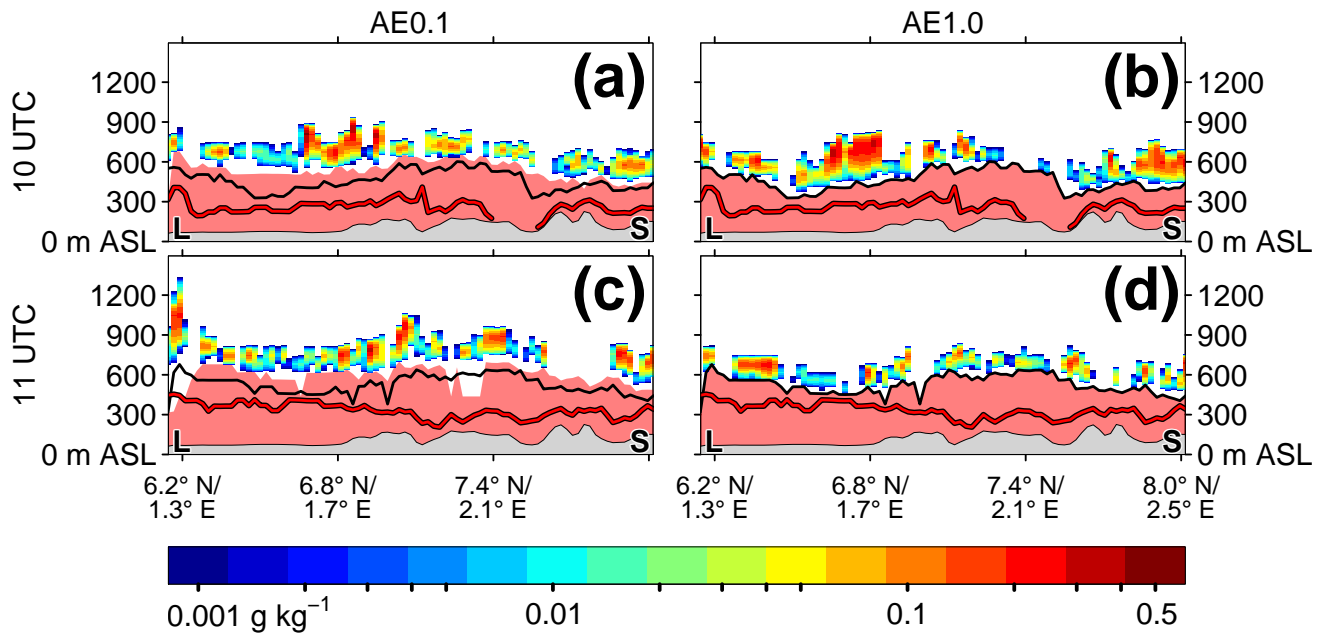 AE0.1 AE1.0
(a) (b)
10 UTC
1200 1200
900 900
600 600
300 300
0 m ASL 0 m ASL
L S L S
(c) (d)
11 UTC
1200 1200
900 900
600 600
300 300
0 m ASL 0 m ASL
L S L S
6.2° N/ 6.8° N/ 7.4° N/ 6.2° N/ 6.8° N/ 7.4° N/ 8.0° N/
1.3° E 1.7° E 2.1° E 1.3° E 1.7° E 2.1° E 2.5° E
0.001 g kg⁻¹ 0.01 0.1 0.5